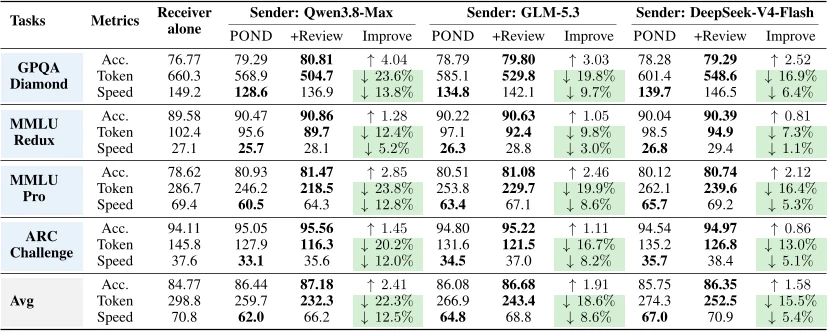 Tasks Metrics Receiver alone Sender: Qwen3.8-Max Sender: GLM-5.3 Sender: DeepSeek-V4-Flash
POND +Review Improve POND +Review Improve POND +Review Improve
GPQA Diamond
Acc. 76.77 79.29 80.81 ↑ 4.04 78.79 79.80 ↑ 3.03 78.28 79.29 ↑ 2.52
Token 660.3 568.9 504.7 ↓ 23.6% 585.1 529.8 ↓ 19.8% 601.4 548.6 ↓ 16.9%
Speed 149.2 128.6 136.9 ↓ 13.8% 134.8 142.1 ↓ 9.7% 139.7 146.5 ↓ 6.4%
MMLU Redux
Acc. 89.58 90.47 90.86 ↑ 1.28 90.22 90.63 ↑ 1.05 90.04 90.39 ↑ 0.81
Token 102.4 95.6 89.7 ↓ 12.4% 97.1 92.4 ↓ 9.8% 98.5 94.9 ↓ 7.3%
Speed 27.1 25.7 28.1 ↓ 5.2% 26.3 28.8 ↓ 3.0% 26.8 29.4 ↓ 1.1%
MMLU Pro
Acc. 78.62 80.93 81.47 ↑ 2.85 80.51 81.08 ↑ 2.46 80.12 80.74 ↑ 2.12
Token 286.7 246.2 218.5 ↓ 23.8% 253.8 229.7 ↓ 19.9% 262.1 239.6 ↓ 16.4%
Speed 69.4 60.5 64.3 ↓ 12.8% 63.4 67.1 ↓ 8.6% 65.7 69.2 ↓ 5.3%
ARC Challenge
Acc. 94.11 95.05 95.56 ↑ 1.45 94.80 95.22 ↑ 1.11 94.54 94.97 ↑ 0.86
Token 145.8 127.9 116.3 ↓ 20.2% 131.6 121.5 ↓ 16.7% 135.2 126.8 ↓ 13.0%
Speed 37.6 33.1 35.6 ↓ 12.0% 34.5 37.0 ↓ 8.2% 35.7 38.4 ↓ 5.1%
Avg
Acc. 84.77 86.44 87.18 ↑ 2.41 86.08 86.68 ↑ 1.91 85.75 86.35 ↑ 1.58
Token 298.8 259.7 232.3 ↓ 22.3% 266.9 243.4 ↓ 18.6% 274.3 252.5 ↓ 15.5%
Speed 70.8 62.0 66.2 ↓ 12.5% 64.8 68.8 ↓ 8.6% 67.0 70.9 ↓ 5.4%